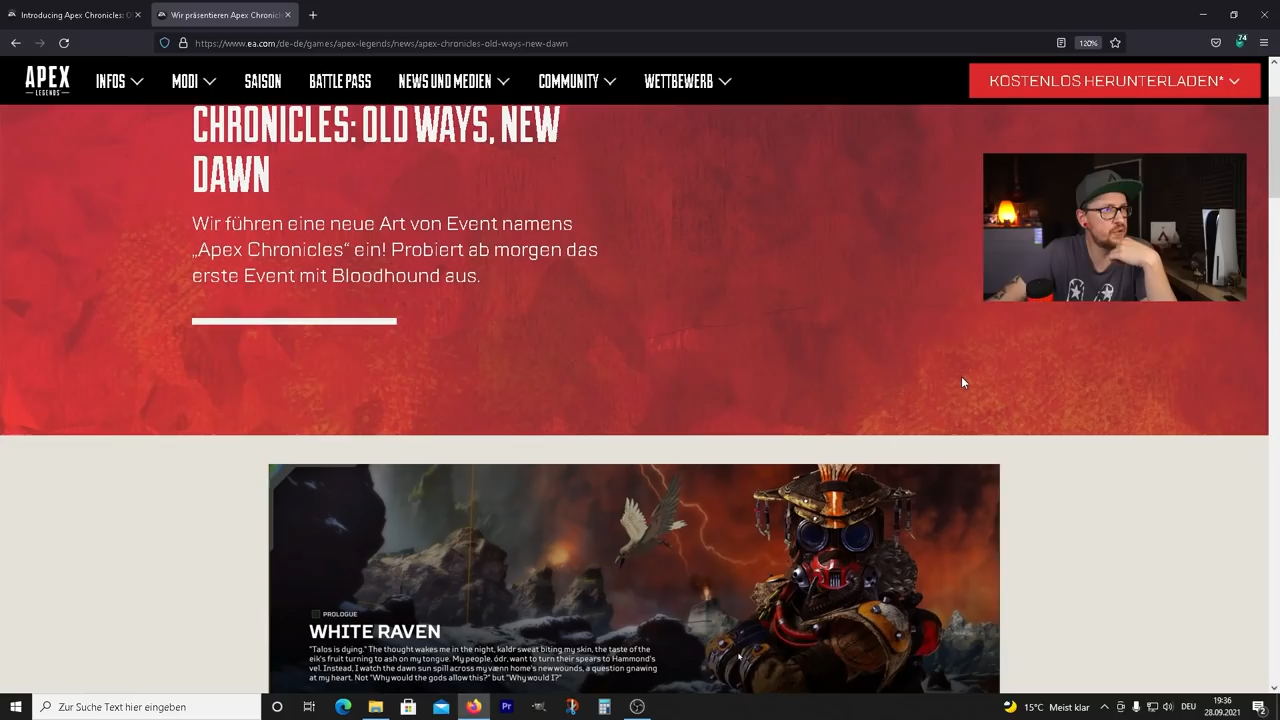 Introducing Apex Chronicles: O
Wir präsentieren Apex Chronicl
https://www.ea.com/de-de/games/apex-legends/news/apex-chronicles-old-ways-new-dawn
120%
74
APEX
LEGENDS
INFOS
MODI
SAISON
BATTLE PASS
NEWS UND MEDIEN
COMMUNITY
WETTBEWERB
KOSTENLOS HERUNTERLADEN*
CHRONICLES: OLD WAYS, NEW
DAWN
Wir führen eine neue Art von Event namens
„Apex Chronicles“ ein! Probiert ab morgen das
erste Event mit Bloodhound aus.
PROLOGUE
WHITE RAVEN
"Talos is dying." The thought wakes me in the night, kaldr sweat biting my skin, the taste of the
elk's fruit turning to ash on my tongue. My people, ódr, want to turn their spears to Hammond's
vel. Instead, I watch the dawn sun spill across my vænn home's new wounds, a question gnawing
at my heart. Not "Why would the gods allow this?" but "Why would I?"
Zur Suche Text hier eingeben
Pr
15°C Meist klar
DEU
19:36
28.09.2021
2